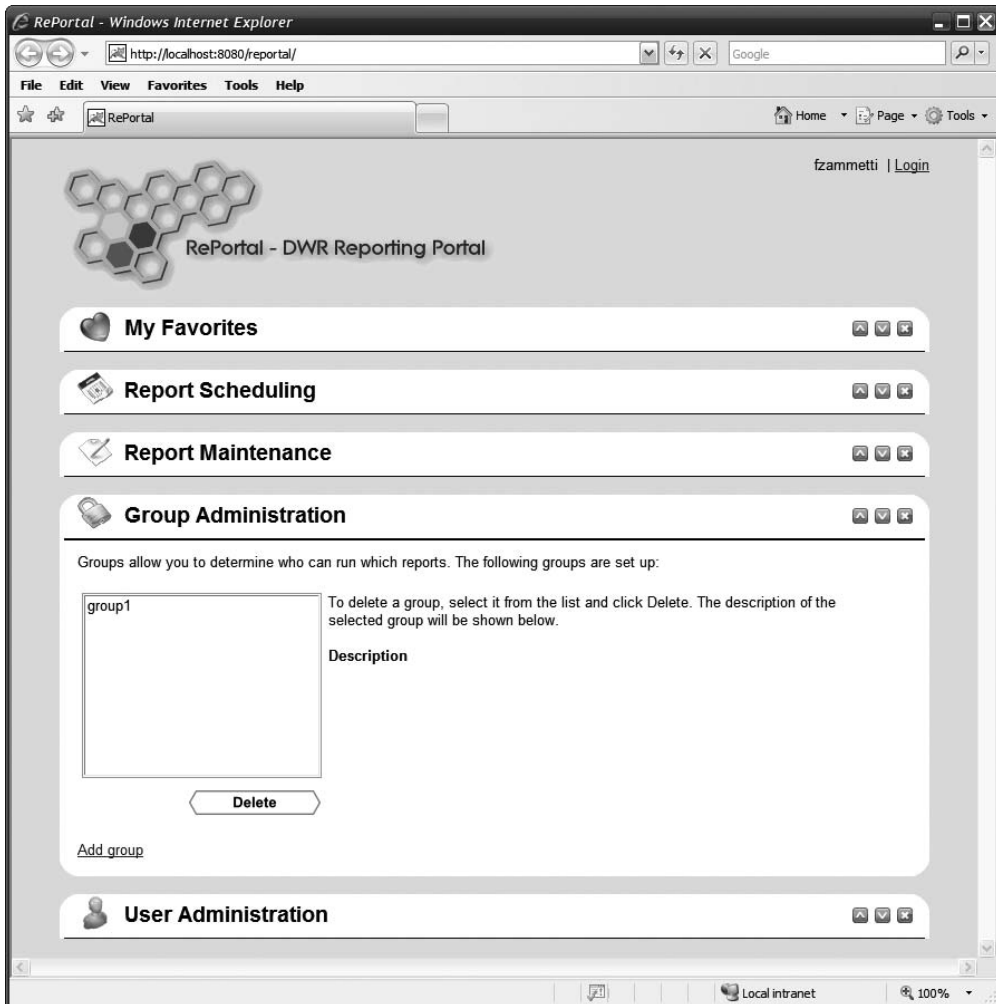 RePortal - Windows Internet Explorer
http://localhost:8080/reportal/
Google
File Edit View Favorites Tools Help
RePortal
Home Page Tools
fzammetti | Login
RePortal - DWR Reporting Portal
My Favorites
Report Scheduling
Report Maintenance
Group Administration
Groups allow you to determine who can run which reports. The following groups are set up:
group1
To delete a group, select it from the list and click Delete. The description of the
selected group will be shown below.
Description
Delete
Add group
User Administration
Local intranet
100%